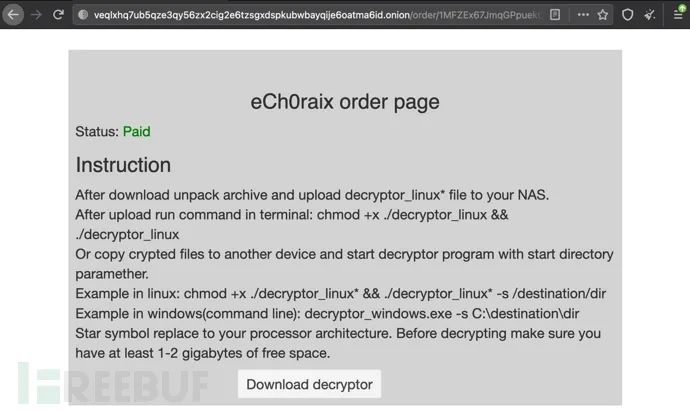 veqlxhq7ub5qze3qy56zx2cig2e6tzsgxdspkubwbayqije6oatma6id.onion/order/1MFZEx67JmqGPpuek
eCh0raix order page
Status: Paid
Instruction
After download unpack archive and upload decryptor_linux* file to your NAS.
After upload run command in terminal: chmod +x ./decryptor_linux &&
./decryptor_linux
Or copy crypted files to another device and start decryptor program with start directory
paramether.
Example in linux: chmod +x ./decryptor_linux* && ./decryptor_linux* -s /destination/dir
Example in windows(command line): decryptor_windows.exe -s C:\destination\dir
Star symbol replace to your processor architecture. Before decrypting make sure you
have at least 1-2 gigabytes of free space.
Download decryptor
FREEBUF